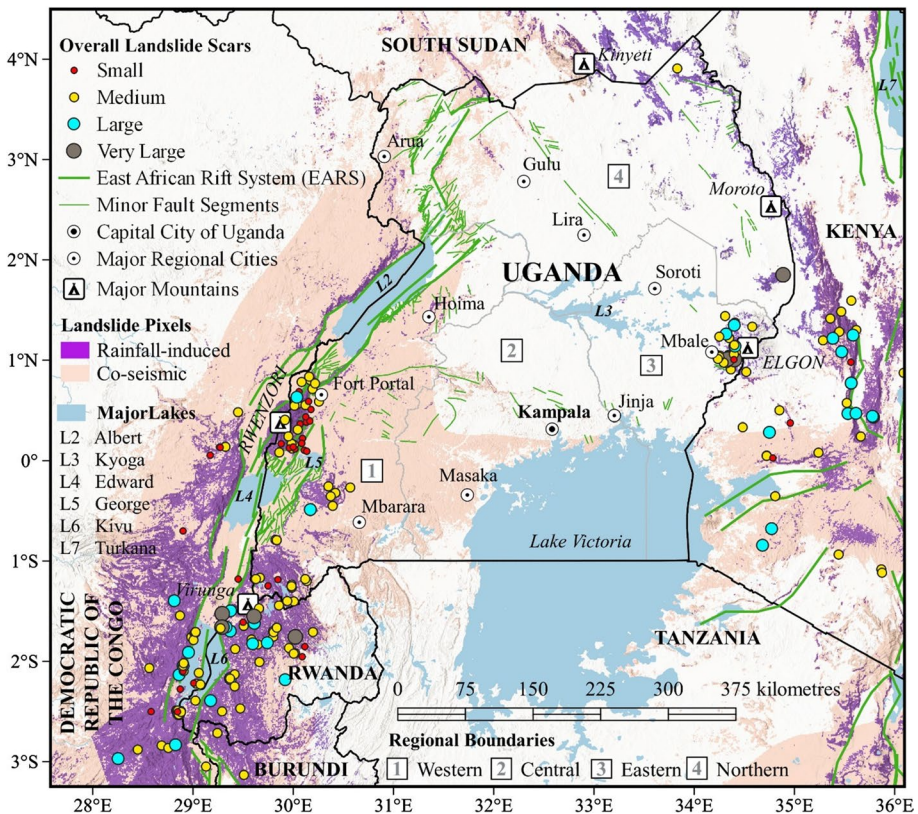 Overall Landslide Scars
Small
Medium
Large
Very Large
East African Rift System (EARS)
Minor Fault Segments
Capital City of Uganda
Major Regional Cities
Major Mountains
Landslide Pixels
Rainfall-induced
Co-seismic
MajorLakes
L2 Albert
L3 Kyoga
L4 Edward
L5 George
L6 Kivu
L7 Turkana
SOUTH SUDAN
Kinyeti
L7
Arua
Gulu
4
Moroto
Lira
KENYA
UGANDA
Soroti
L2
Hoima
L3
Mbale
ELGON
2
3
RWENZORI
Fort Portal
Kampala
Jinja
L5
1
Masaka
L4
Mbarara
Lake Victoria
Virunga
DEMOCRATIC
REPUBLIC OF
THE CONGO
L6
RWANDA
TANZANIA
BURUNDI
0 75 150 225 300 375 kilometres
Regional Boundaries
1 Western 2 Central 3 Eastern 4 Northern
4°N
3°N
2°N
1°N
0°
1°S
2°S
3°S
28°E 29°E 30°E 31°E 32°E 33°E 34°E 35°E 36°E